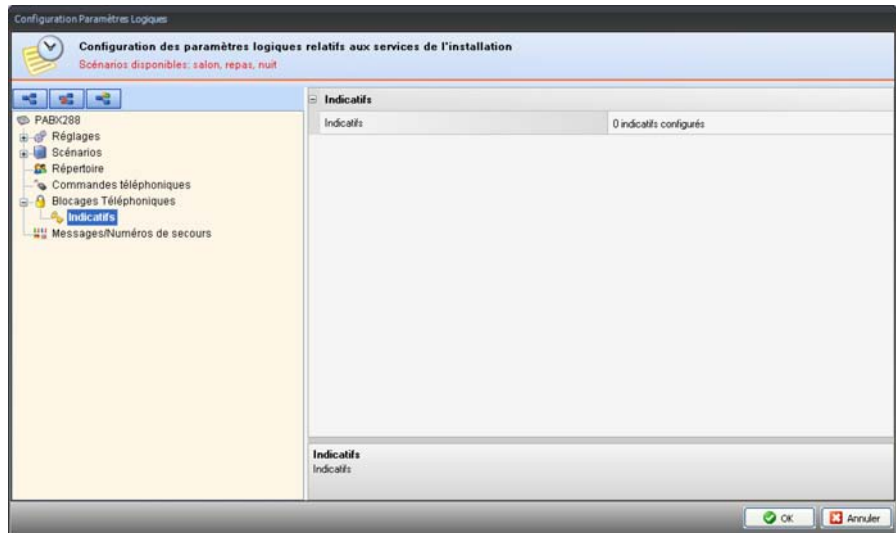 Configuration Paramètres Logiques
Configuration des paramètres logiques relatifs aux services de l'installation
Scénarios disponibles: salon, repas, nuit
PABX288
Réglages
Scénarios
Répertoire
Commandes téléphoniques
Blocages Téléphoniques
Indicatifs
Messages/Numéros de secours
Indicatifs
Indicatifs 0 indicatifs configurés
Indicatifs
Indicatifs
OK Annuler